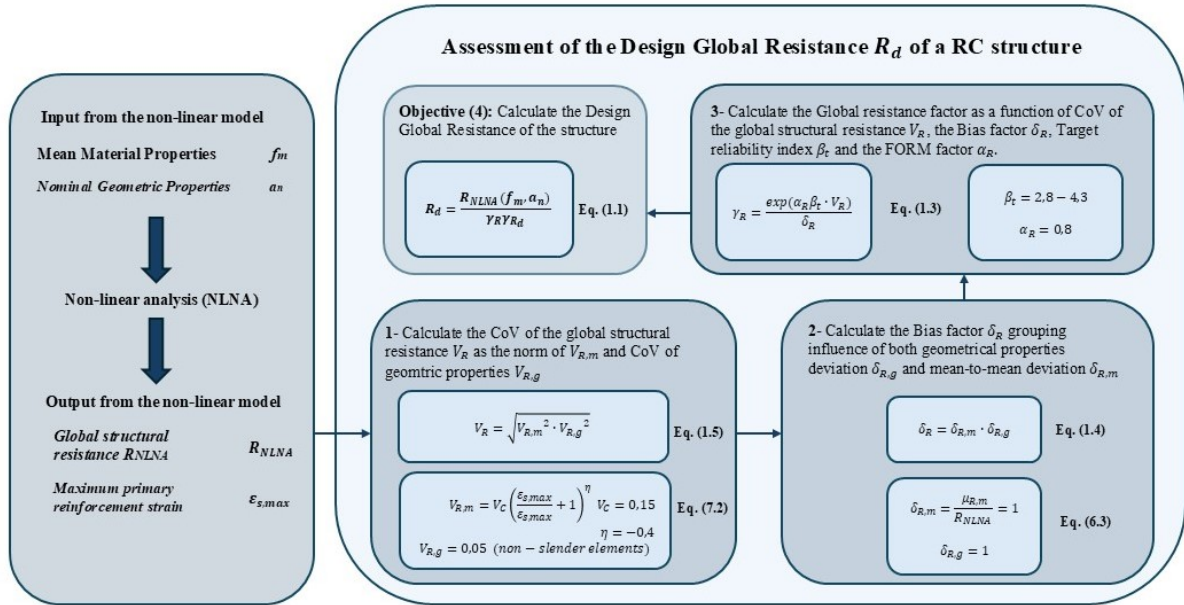 Assessment of the Design Global Resistance R_d of a RC structure
Input from the non-linear model
Mean Material Properties f_m
Nominal Geometric Properties a_n
Non-linear analysis (NLNA)
Output from the non-linear model
Global structural
resistance RNLNA R_NLNA
Maximum primary
reinforcement strain ε_s,max
1- Calculate the CoV of the global structural
resistance V_R as the norm of V_R,m and CoV of
geomtric properties V_R,g
V_R = √(V_R,m² · V_R,g²) Eq. (1.5)
V_R,m = V_C (ε_s,max / ε_s,max + 1)^η V_C = 0,15 Eq. (7.2)
η = −0,4
V_R,g = 0,05 (non − slender elements)
2- Calculate the Bias factor δ_R grouping
influence of both geometrical properties
deviation δ_R,g and mean-to-mean deviation δ_R,m
δ_R = δ_R,m · δ_R,g Eq. (1.4)
δ_R,m = μ_R,m / R_NLNA = 1 Eq. (6.3)
δ_R,g = 1
3- Calculate the Global resistance factor as a function of CoV of
the global structural resistance V_R, the Bias factor δ_R, Target
reliability index β_t and the FORM factor α_R.
γ_R = exp(α_R β_t · V_R) / δ_R Eq. (1.3)
β_t = 2,8 − 4,3
α_R = 0,8
Objective (4): Calculate the Design
Global Resistance of the structure
R_d = R_NLNA(f_m, a_n) / γ_R γ_R_d Eq. (1.1)